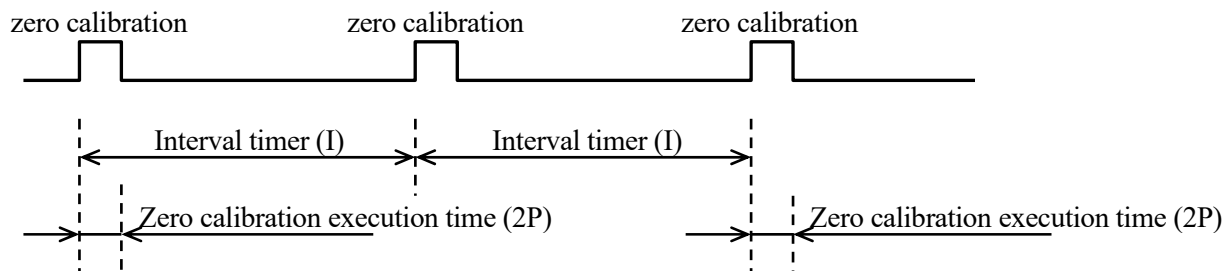 zero calibration zero calibration zero calibration
Interval timer (I) Interval timer (I)
Zero calibration execution time (2P) Zero calibration execution time (2P)